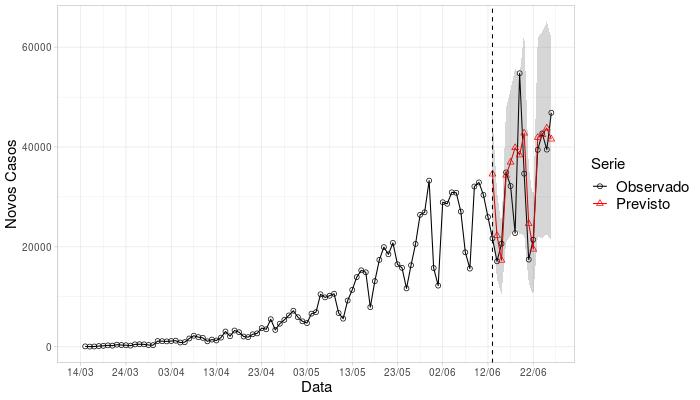 Novos Casos
60000
40000
20000
0
14/03 24/03 03/04 13/04 23/04 03/05 13/05 23/05 02/06 12/06 22/06
Data
Serie
Observado
Previsto